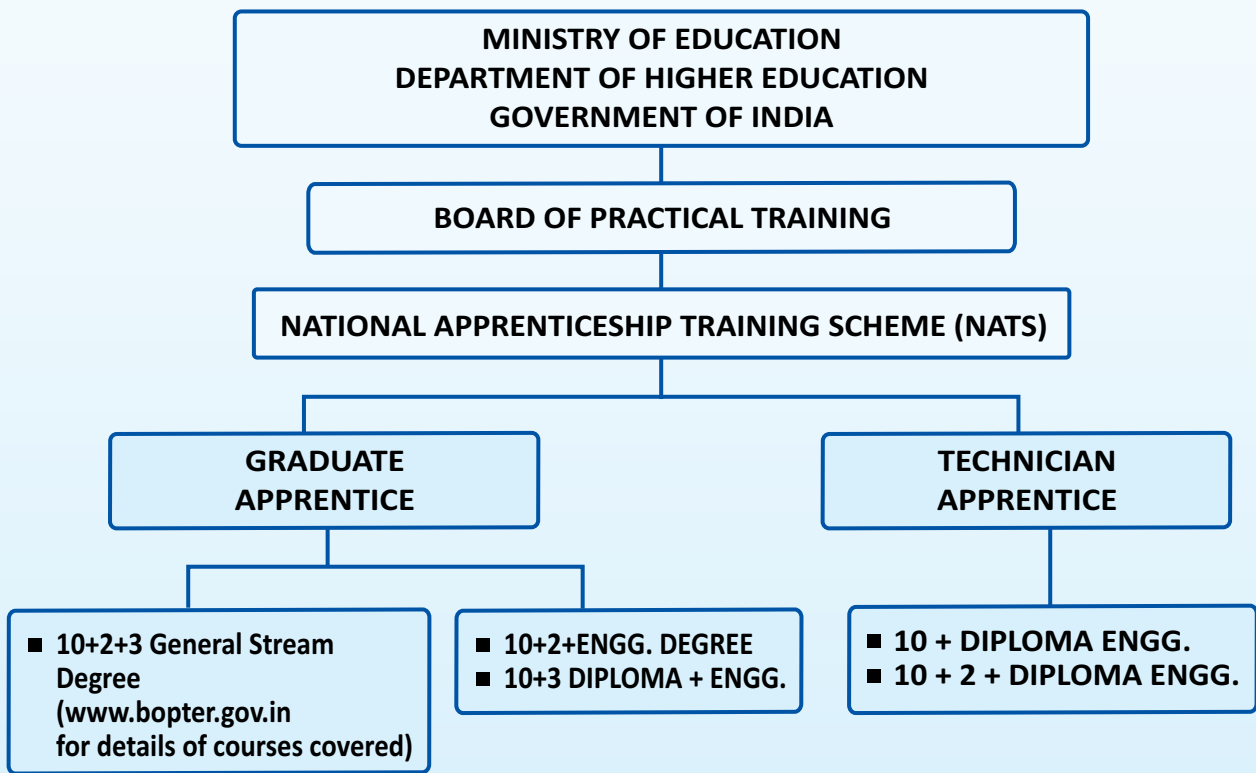 MINISTRY OF EDUCATION
DEPARTMENT OF HIGHER EDUCATION
GOVERNMENT OF INDIA
BOARD OF PRACTICAL TRAINING
NATIONAL APPRENTICESHIP TRAINING SCHEME (NATS)
GRADUATE
APPRENTICE
TECHNICIAN
APPRENTICE
■ 10+2+3 General Stream
Degree
(www.bopter.gov.in
for details of courses covered)
■ 10+2+ENGG. DEGREE
■ 10+3 DIPLOMA + ENGG.
■ 10 + DIPLOMA ENGG.
■ 10 + 2 + DIPLOMA ENGG.